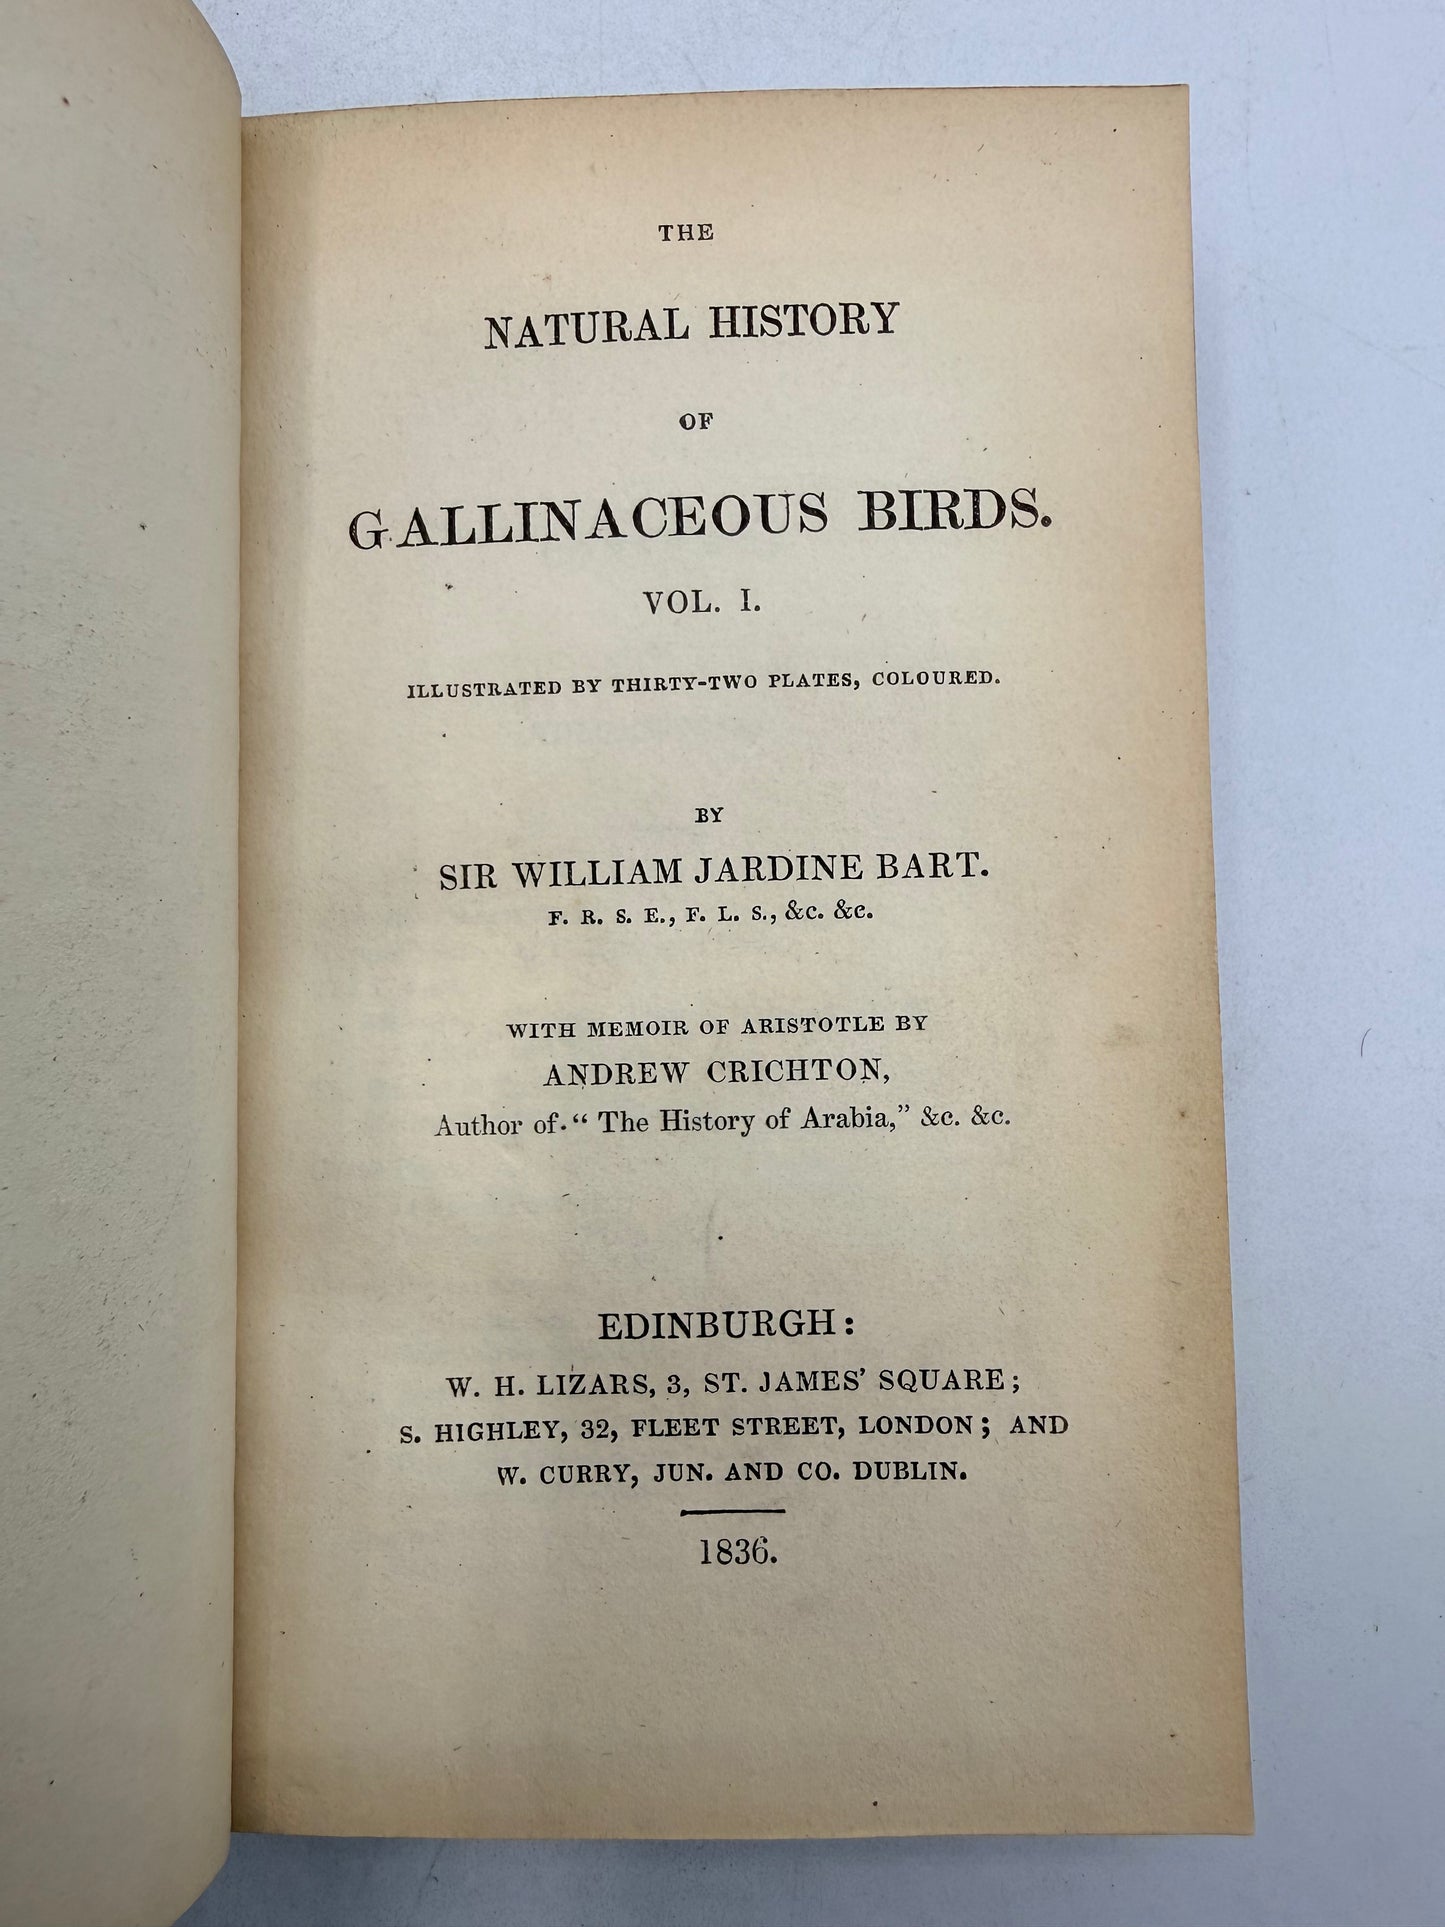 THE
NATURAL HISTORY
OF
GALLINACEOUS BIRDS.
VOL. I.
ILLUSTRATED BY THIRTY-TWO PLATES, COLOURED.
BY
SIR WILLIAM JARDINE BART.
F. R. S. E., F. L. S., &c. &c.
WITH MEMOIR OF ARISTOTLE BY
ANDREW CRICHTON,
Author of “ The History of Arabia,” &c. &c.
EDINBURGH:
W. H. LIZARS, 3, ST. JAMES’ SQUARE;
S. HIGHLEY, 32, FLEET STREET, LONDON; AND
W. CURRY, JUN. AND CO. DUBLIN.
1836.